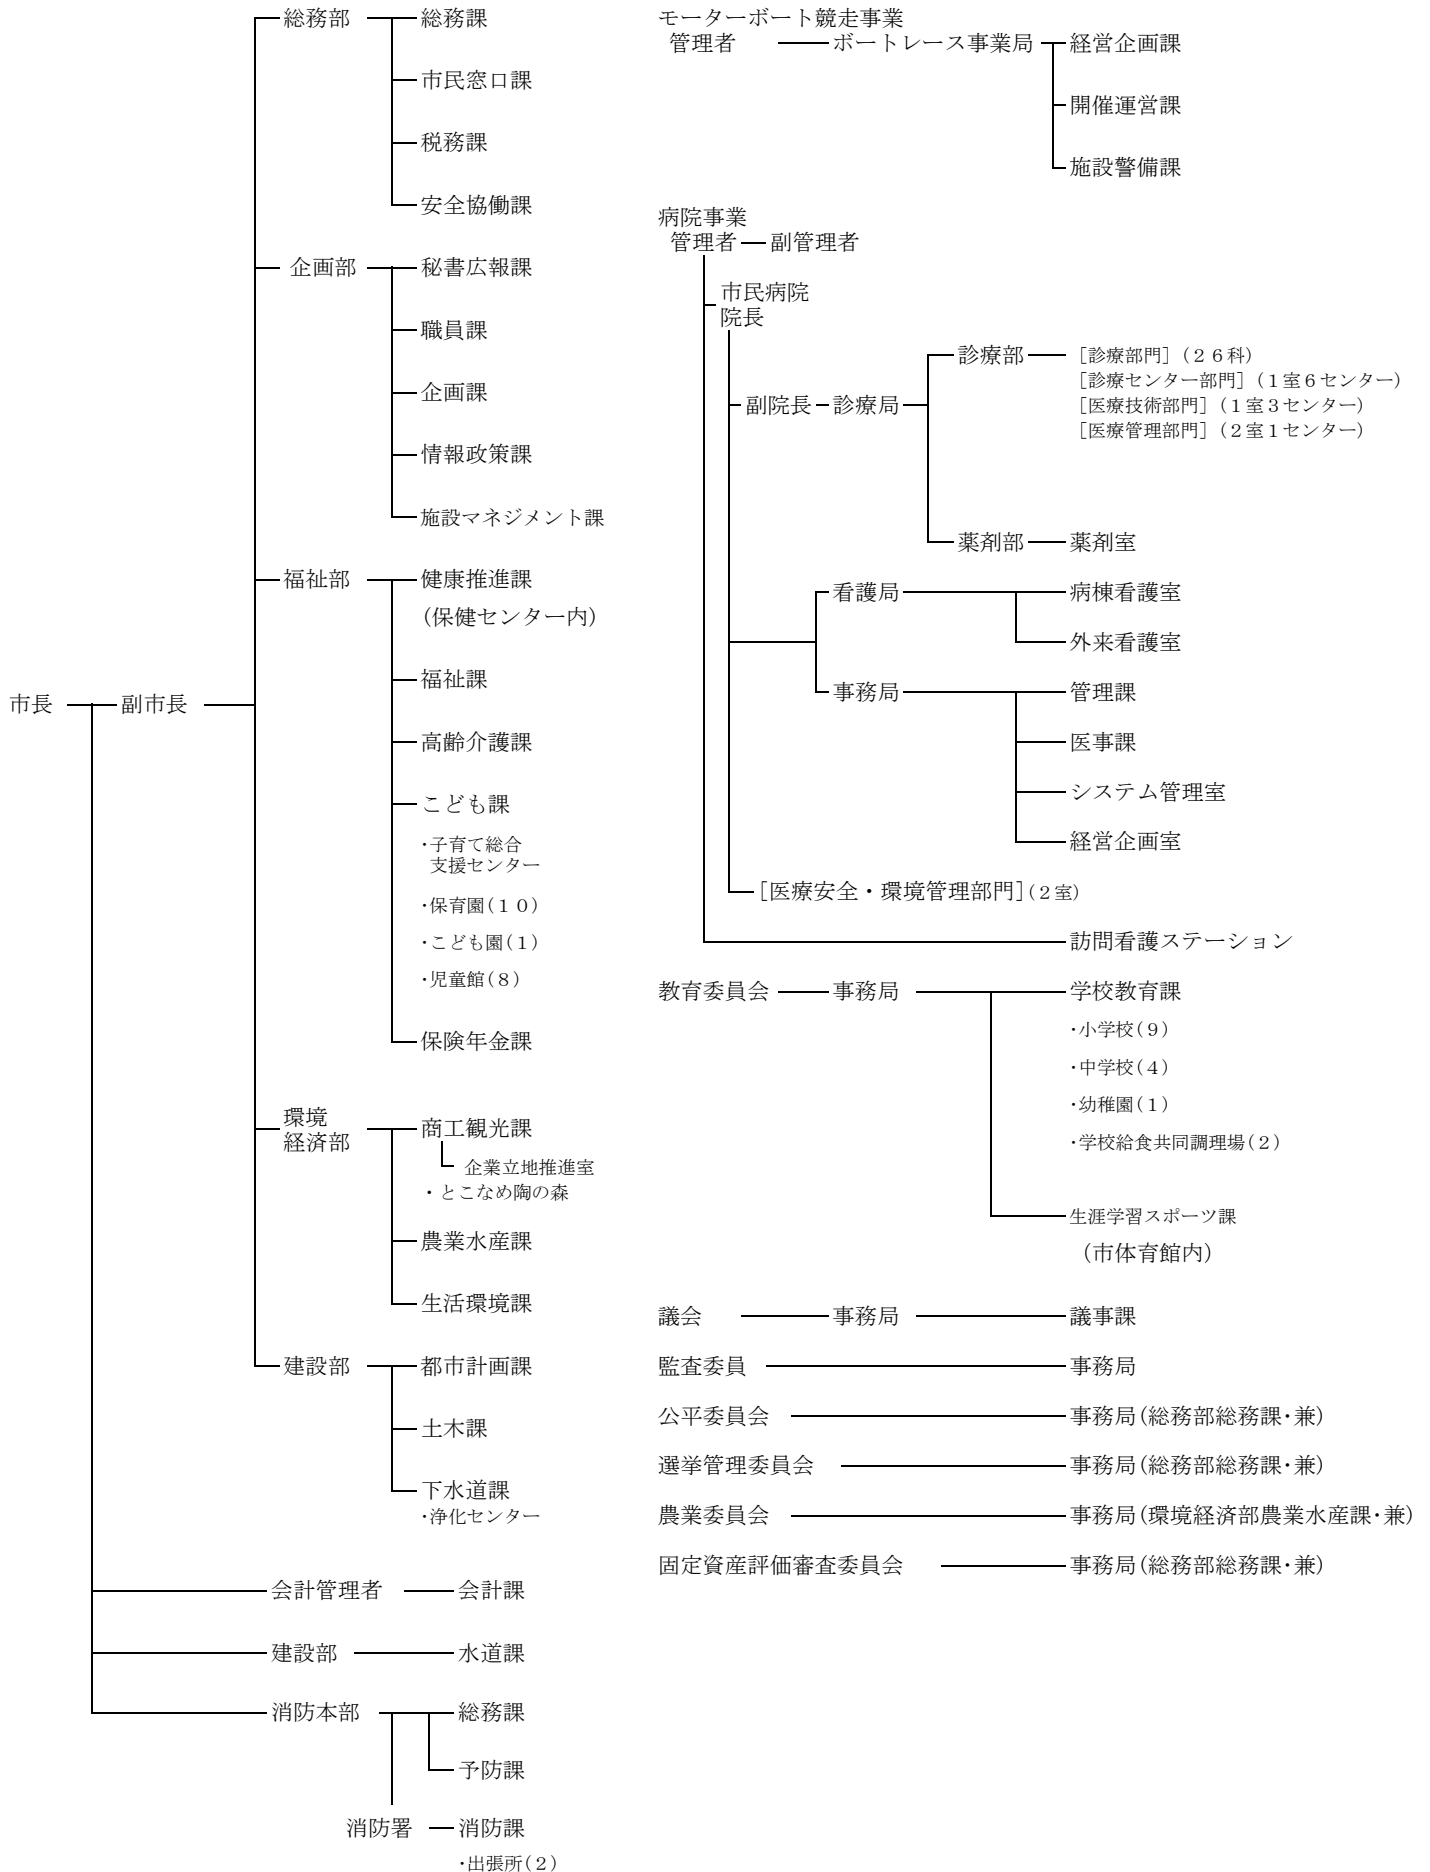 総務部
総務課
市民窓口課
税務課
安全協働課
企画部
秘書広報課
職員課
企画課
情報政策課
施設マネジメント課
福祉部
健康推進課
(保健センター内)
福祉課
市長
副市長
高齢介護課
こども課
・子育て総合
支援センター
・保育園(10)
・こども園(1)
・児童館(8)
保険年金課
環境
経済部
商工観光課
企業立地推進室
・とこなめ陶の森
農業水産課
生活環境課
建設部
都市計画課
土木課
下水道課
・浄化センター
会計管理者
会計課
建設部
水道課
消防本部
総務課
予防課
消防署
消防課
・出張所(2)
モーターボート競走事業
管理者
ボートレース事業局
経営企画課
開催運営課
施設警備課
病院事業
管理者
副管理者
市民病院
院長
副院長
診療局
診療部
[診療部門](26科)
[診療センター部門](1室6センター)
[医療技術部門](1室3センター)
[医療管理部門](2室1センター)
薬剤部
薬剤室
看護局
病棟看護室
外来看護室
事務局
管理課
医事課
システム管理室
経営企画室
[医療安全・環境管理部門](2室)
訪問看護ステーション
教育委員会
事務局
学校教育課
・小学校(9)
・中学校(4)
・幼稚園(1)
・学校給食共同調理場(2)
生涯学習スポーツ課
(市体育館内)
議会
事務局
議事課
監査委員
事務局
公平委員会
事務局(総務部総務課・兼)
選挙管理委員会
事務局(総務部総務課・兼)
農業委員会
事務局(環境経済部農業水産課・兼)
固定資産評価審査委員会
事務局(総務部総務課・兼)